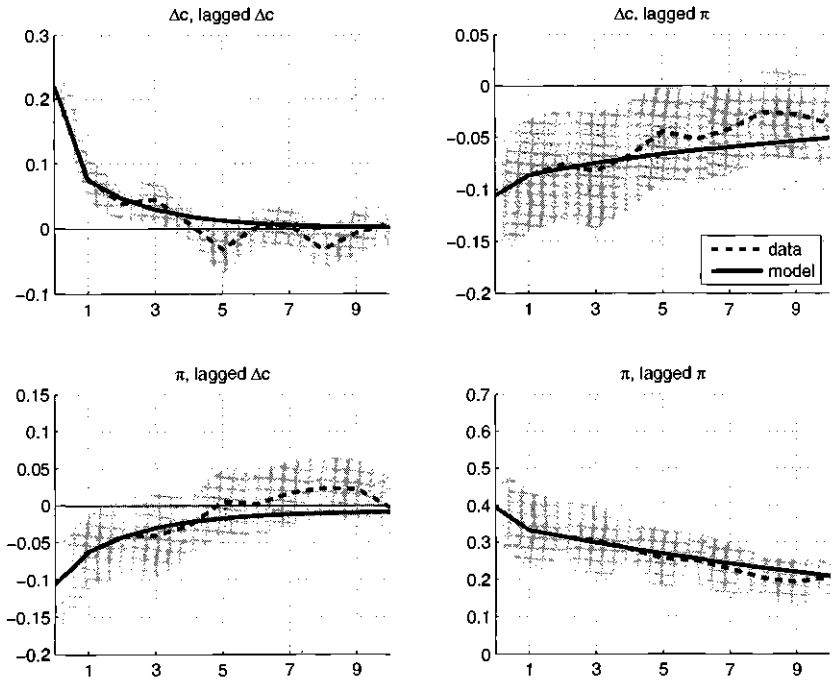 Δc, lagged Δc
0.3
0.2
0.1
0
−0.1
1 3 5 7 9
Δc, lagged π
0.05
0
−0.05
−0.1
−0.15
−0.2
data
model
1 3 5 7 9
π, lagged Δc
0.15
0.1
0.05
0
−0.05
−0.1
−0.15
−0.2
1 3 5 7 9
π, lagged π
0.7
0.6
0.5
0.4
0.3
0.2
0.1
0
1 3 5 7 9